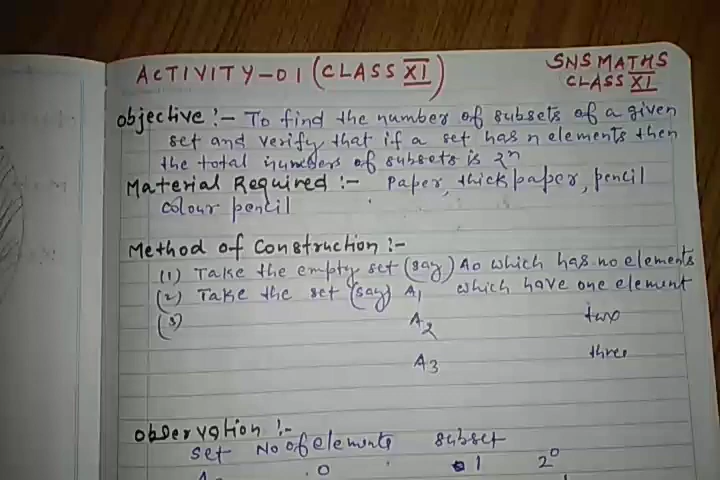 ACTIVITY-01 (CLASS XI)
SNS MATHS
CLASS XI
Objective :- To find the number of subsets of a given
set and verify that if a set has n elements then
the total numbers of subsets is 2ⁿ
Material Required :- Paper, thick paper, pencil
colour pencil
Method of Construction :-
(1) Take the empty set (say) A0 which has no elements
(2) Take the set (say) A1 which have one element
(3) A2 two
A3 three
Observation :-
set No of elements subset
0 1 2⁰